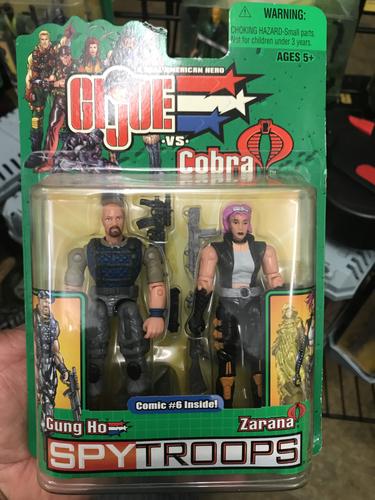 WARNING:
CHOKING HAZARD-Small parts.
Not for children under 3 years.
AGES 5+
A REAL AMERICAN HERO
GI JOE
-VS-
Cobra
Comic #6 Inside!
Gung Ho
Zarana
SPYTROOPS